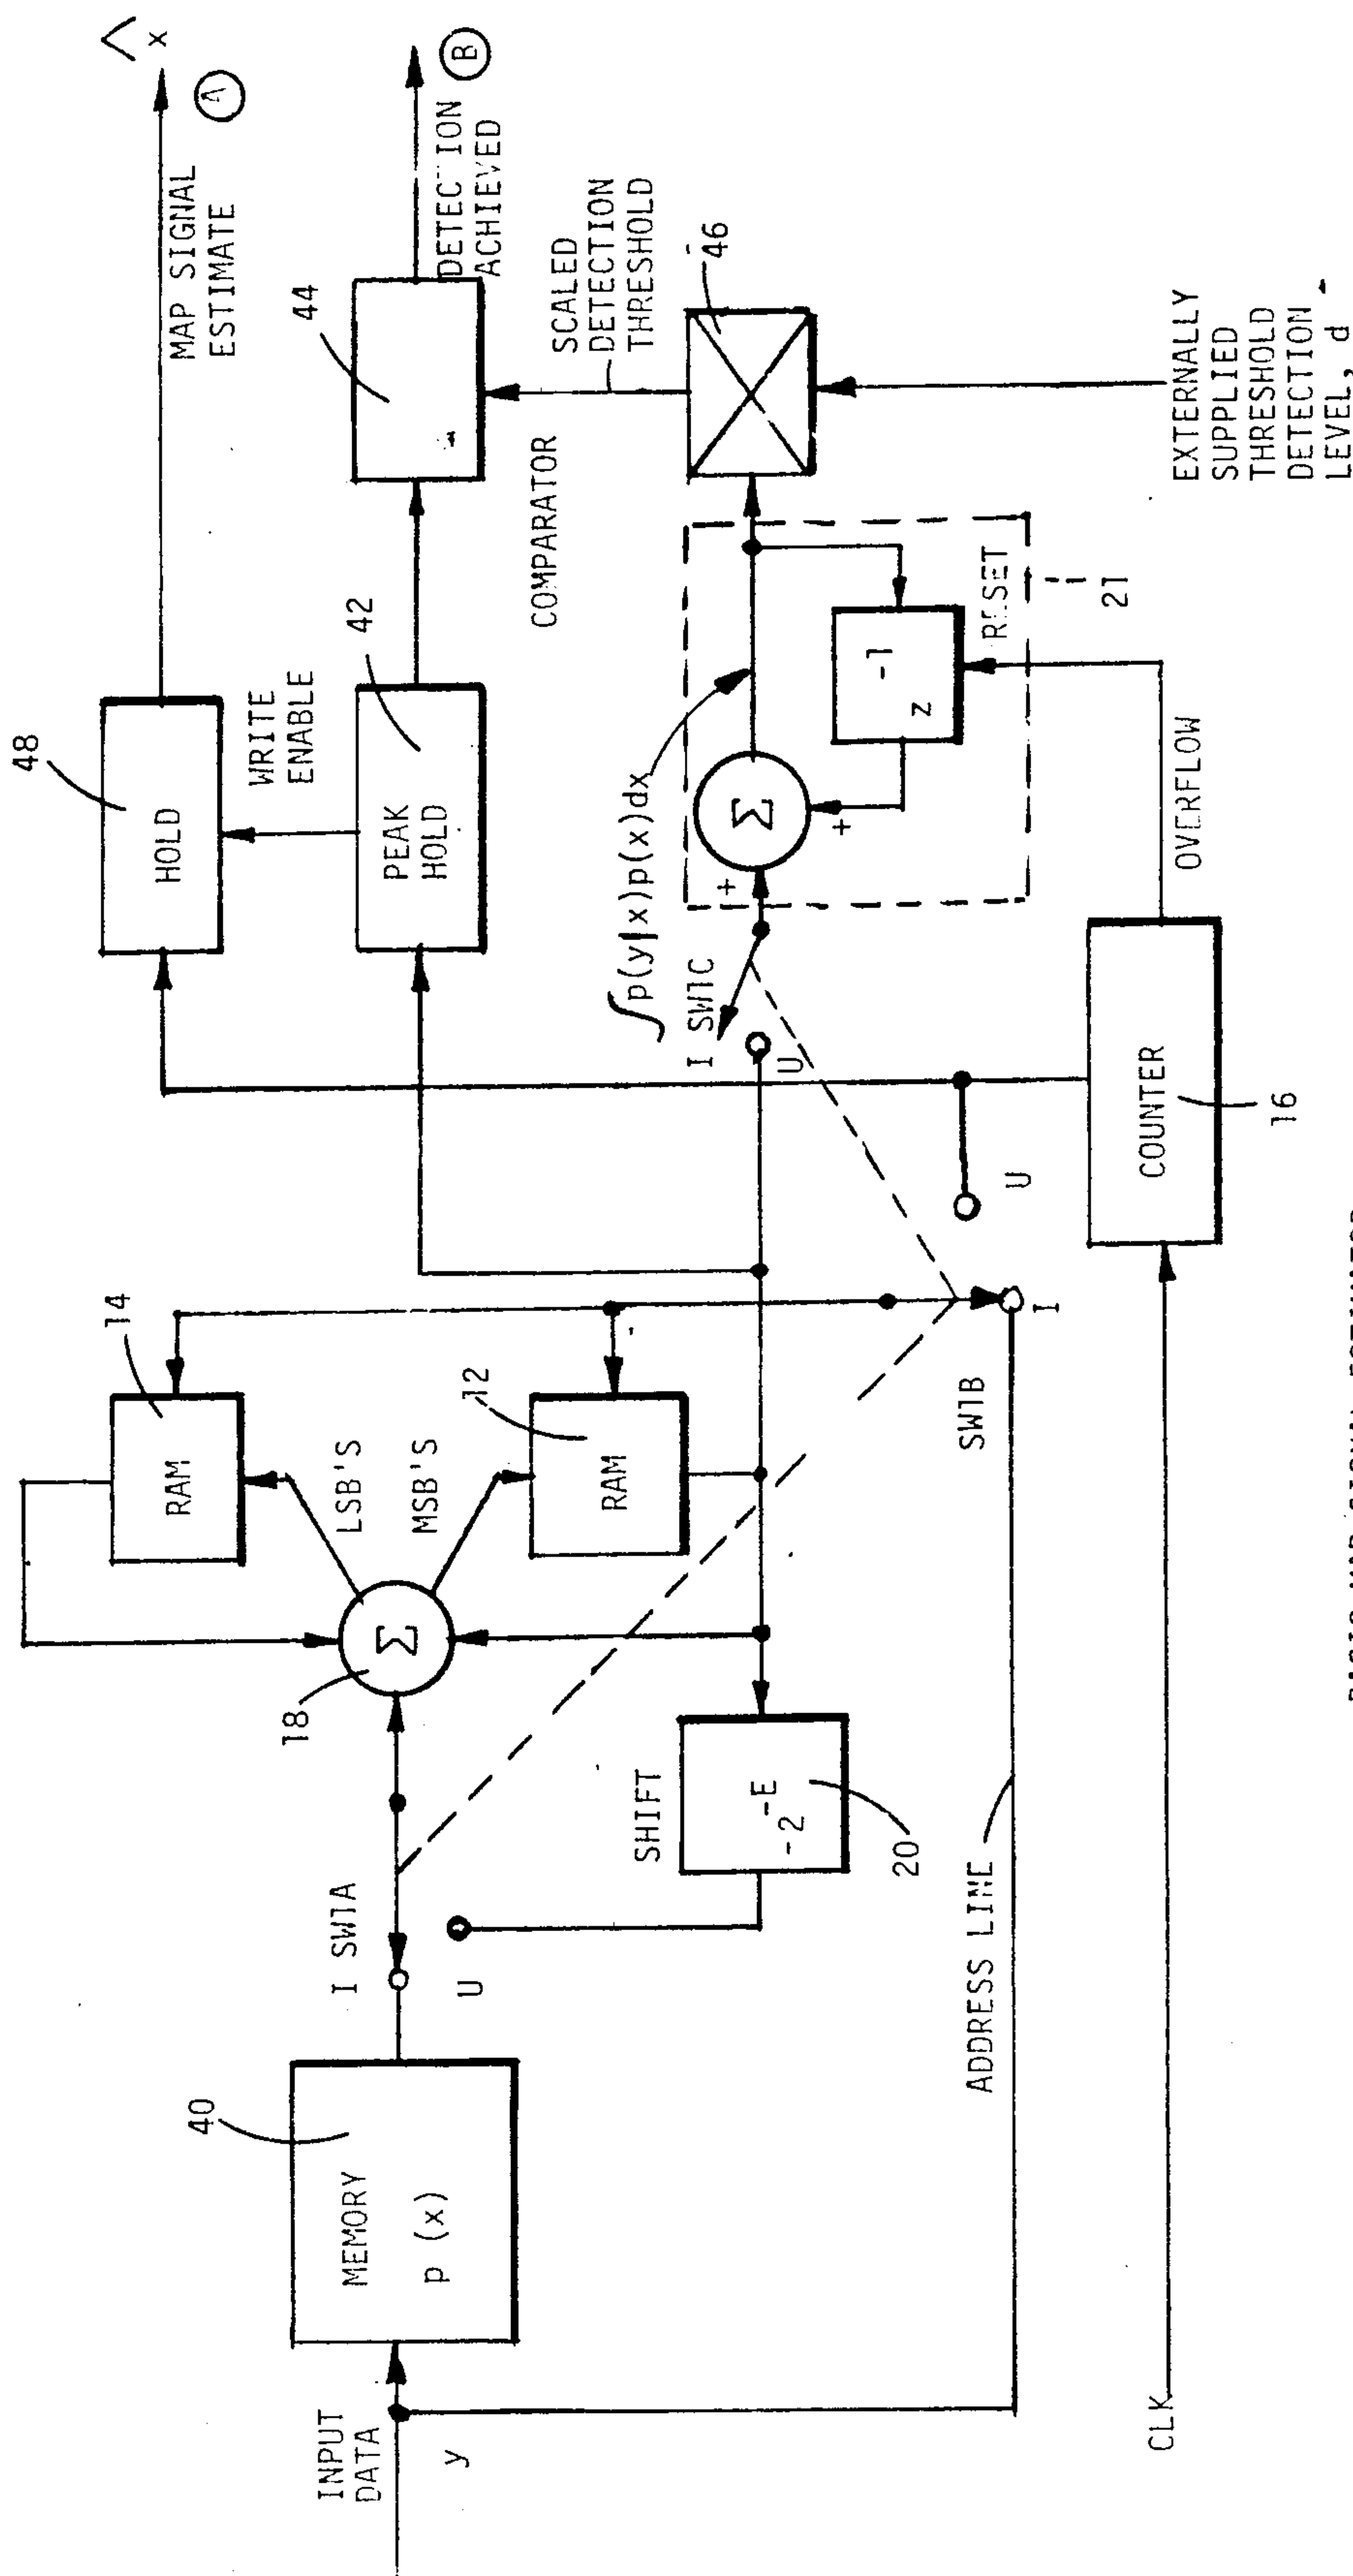 INPUT
DATA
y
40
MEMORY
p (x)
I SW1A
U
18
Σ
LSB'S
MSB'S
14
RAM
12
RAM
SHIFT
-2 -E
20
ADDRESS LINE
SW1B
I
U
CLK
COUNTER
16
OVERFLOW
48
HOLD
WRITE
ENABLE
42
PEAK
HOLD
I SW1C
U
∫p(y|x)p(x)dx
+
Σ
+
z -1
RESET
21
COMPARATOR
44
46
SCALED
DETECTION
THRESHOLD
EXTERNALLY
SUPPLIED
THRESHOLD
DETECTION
LEVEL, d
MAP SIGNAL
ESTIMATE
x̂
A
DETECTION
ACHIEVED
B